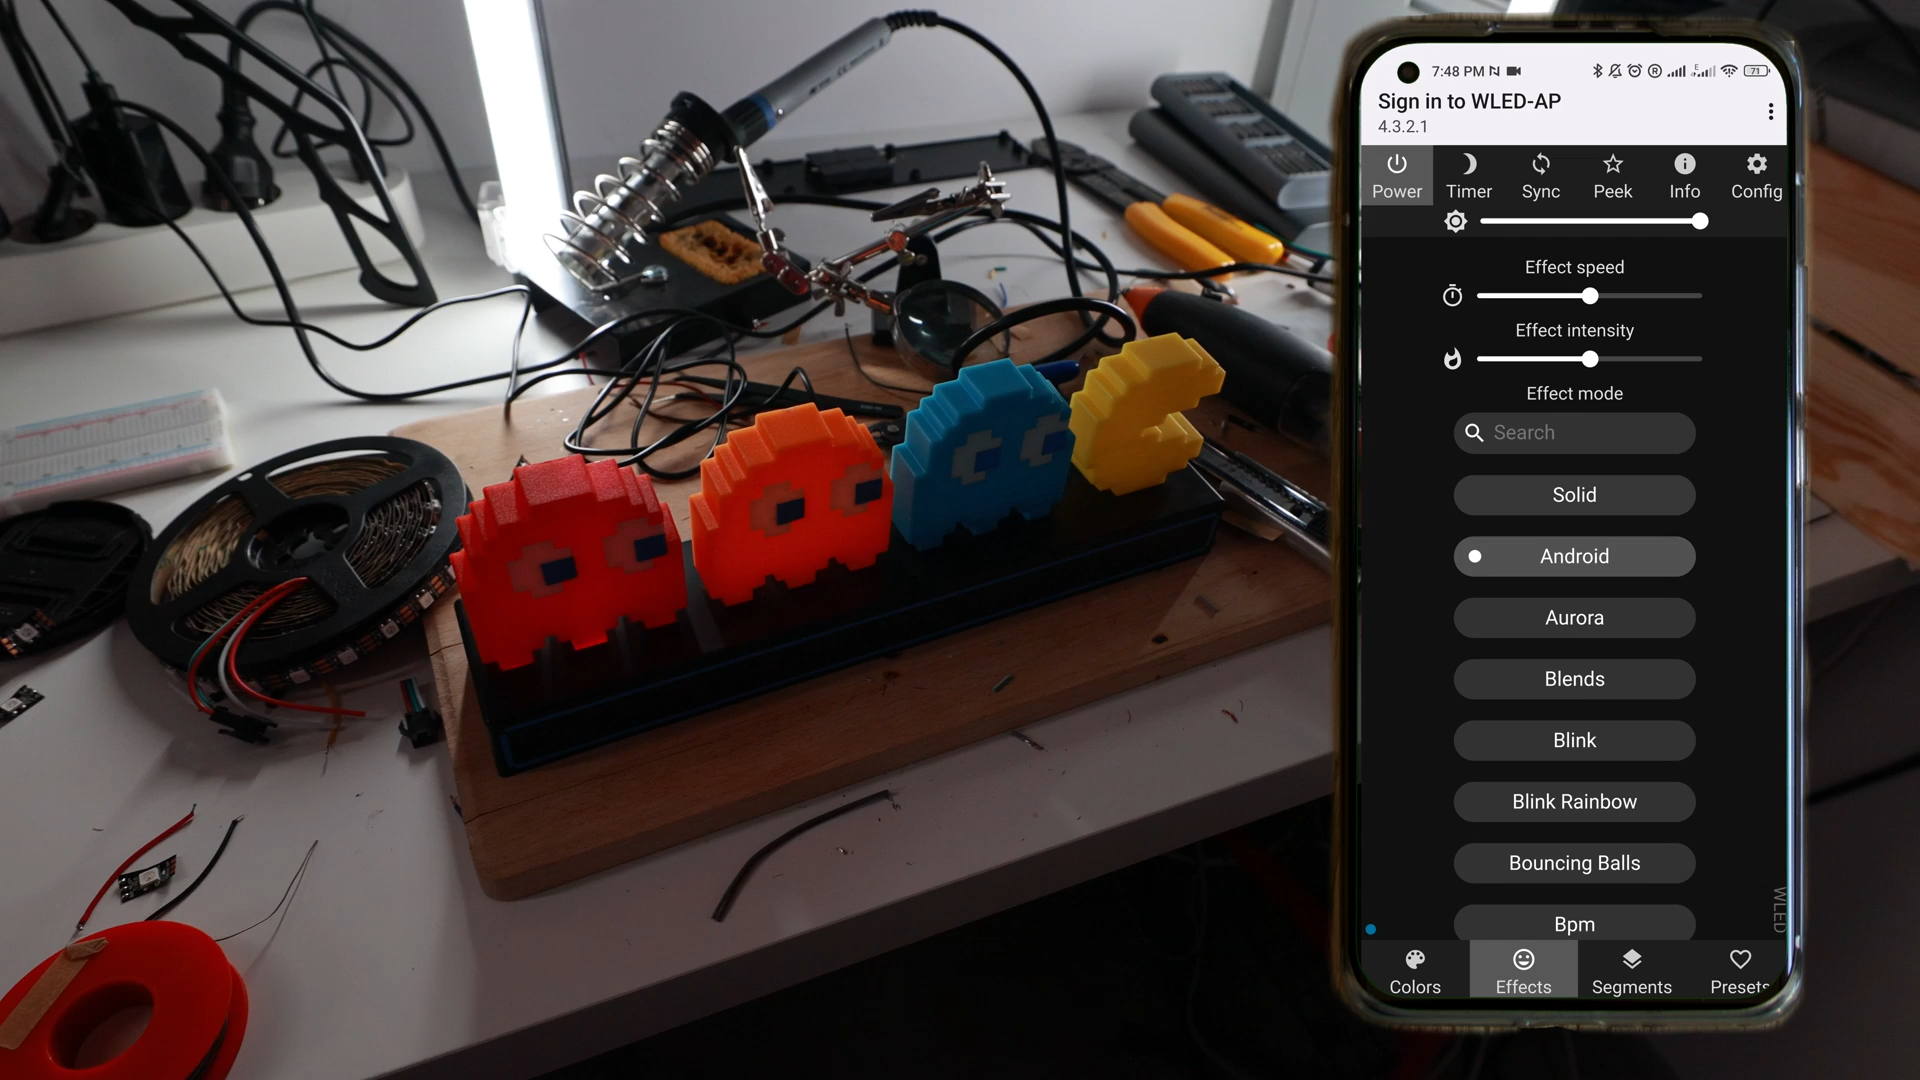 7:48 PM
71
Sign in to WLED-AP
4.3.2.1
Power Timer Sync Peek Info Config
Effect speed
Effect intensity
Effect mode
Search
Solid
Android
Aurora
Blends
Blink
Blink Rainbow
Bouncing Balls
Bpm
WLED
Colors Effects Segments Presets